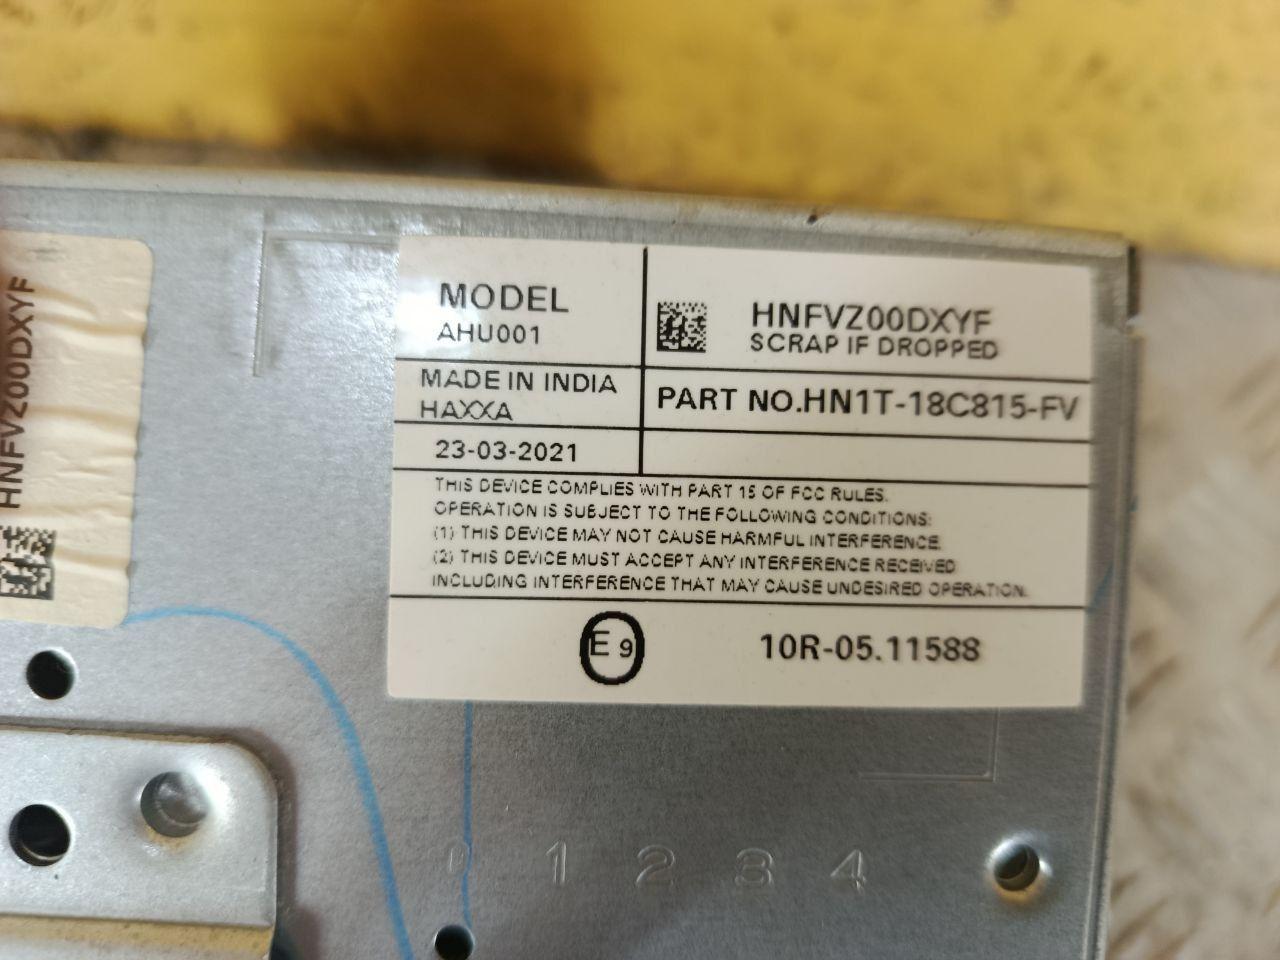 HNFVZ00DXYF
MODEL
AHU001
HNFVZ00DXYF
SCRAP IF DROPPED
MADE IN INDIA
HAXXA
PART NO.HN1T-18C815-FV
23-03-2021
THIS DEVICE COMPLIES WITH PART 15 OF FCC RULES.
OPERATION IS SUBJECT TO THE FOLLOWING CONDITIONS:
(1) THIS DEVICE MAY NOT CAUSE HARMFUL INTERFERENCE.
(2) THIS DEVICE MUST ACCEPT ANY INTERFERENCE RECEIVED
INCLUDING INTERFERENCE THAT MAY CAUSE UNDESIRED OPERATION.
E 9
10R-05.11588
1 2 3 4